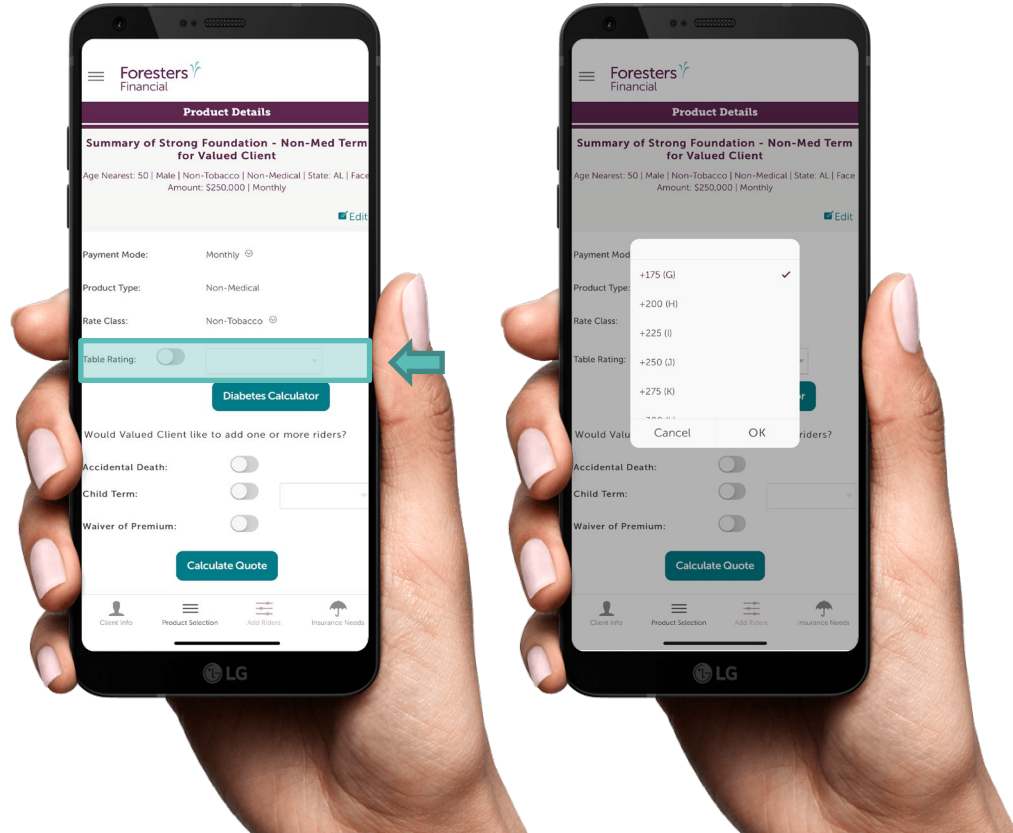 Foresters
Financial
Product Details
Summary of Strong Foundation - Non-Med Term
for Valued Client
Age Nearest: 50 | Male | Non-Tobacco | Non-Medical | State: AL | Face
Amount: $250,000 | Monthly
Edit
Payment Mode: Monthly
Product Type: Non-Medical
Rate Class: Non-Tobacco
Table Rating:
Diabetes Calculator
Would Valued Client like to add one or more riders?
Accidental Death:
Child Term:
Waiver of Premium:
Calculate Quote
Client Info Product Selection Add Riders Insurance Needs
LG
Foresters
Financial
Product Details
Summary of Strong Foundation - Non-Med Term
for Valued Client
Age Nearest: 50 | Male | Non-Tobacco | Non-Medical | State: AL | Face
Amount: $250,000 | Monthly
Edit
Payment Mod
+175 (G)
Product Type:
+200 (H)
Rate Class:
+225 (I)
Table Rating:
+250 (J)
+275 (K)
Cancel OK
Would Valu riders?
Accidental Death:
Child Term:
Waiver of Premium:
Calculate Quote
Client Info Product Selection Add Riders Insurance Needs
LG